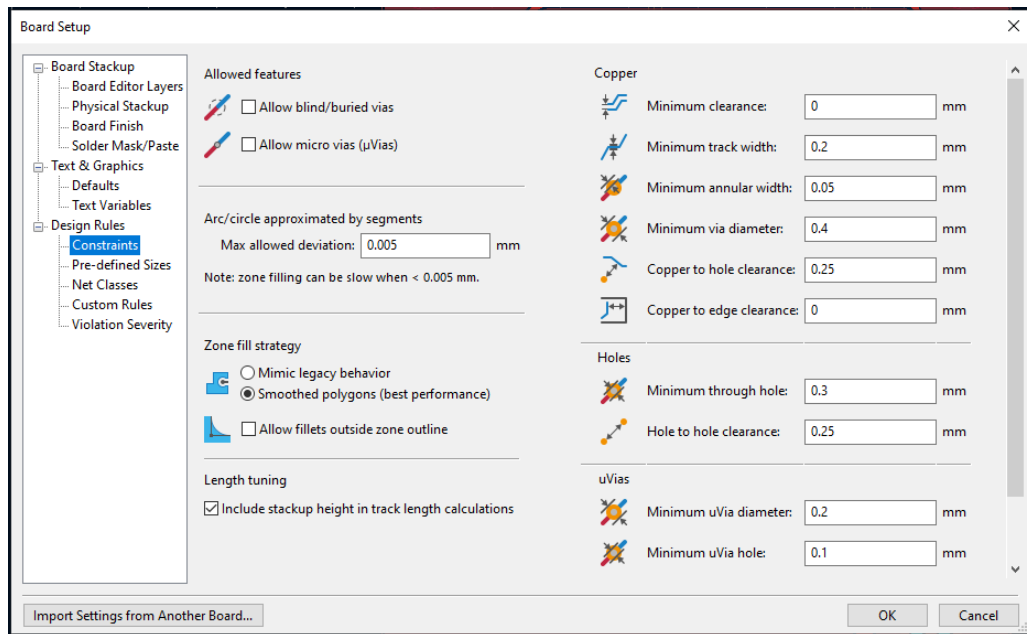 Board Setup
Board Stackup
Board Editor Layers
Physical Stackup
Board Finish
Solder Mask/Paste
Text & Graphics
Defaults
Text Variables
Design Rules
Constraints
Pre-defined Sizes
Net Classes
Custom Rules
Violation Severity
Allowed features
Allow blind/buried vias
Allow micro vias (µVias)
Arc/circle approximated by segments
Max allowed deviation: 0.005 mm
Note: zone filling can be slow when < 0.005 mm.
Zone fill strategy
Mimic legacy behavior
Smoothed polygons (best performance)
Allow fillets outside zone outline
Length tuning
Include stackup height in track length calculations
Copper
Minimum clearance: 0 mm
Minimum track width: 0.2 mm
Minimum annular width: 0.05 mm
Minimum via diameter: 0.4 mm
Copper to hole clearance: 0.25 mm
Copper to edge clearance: 0 mm
Holes
Minimum through hole: 0.3 mm
Hole to hole clearance: 0.25 mm
uVias
Minimum uVia diameter: 0.2 mm
Minimum uVia hole: 0.1 mm
Import Settings from Another Board...
OK
Cancel